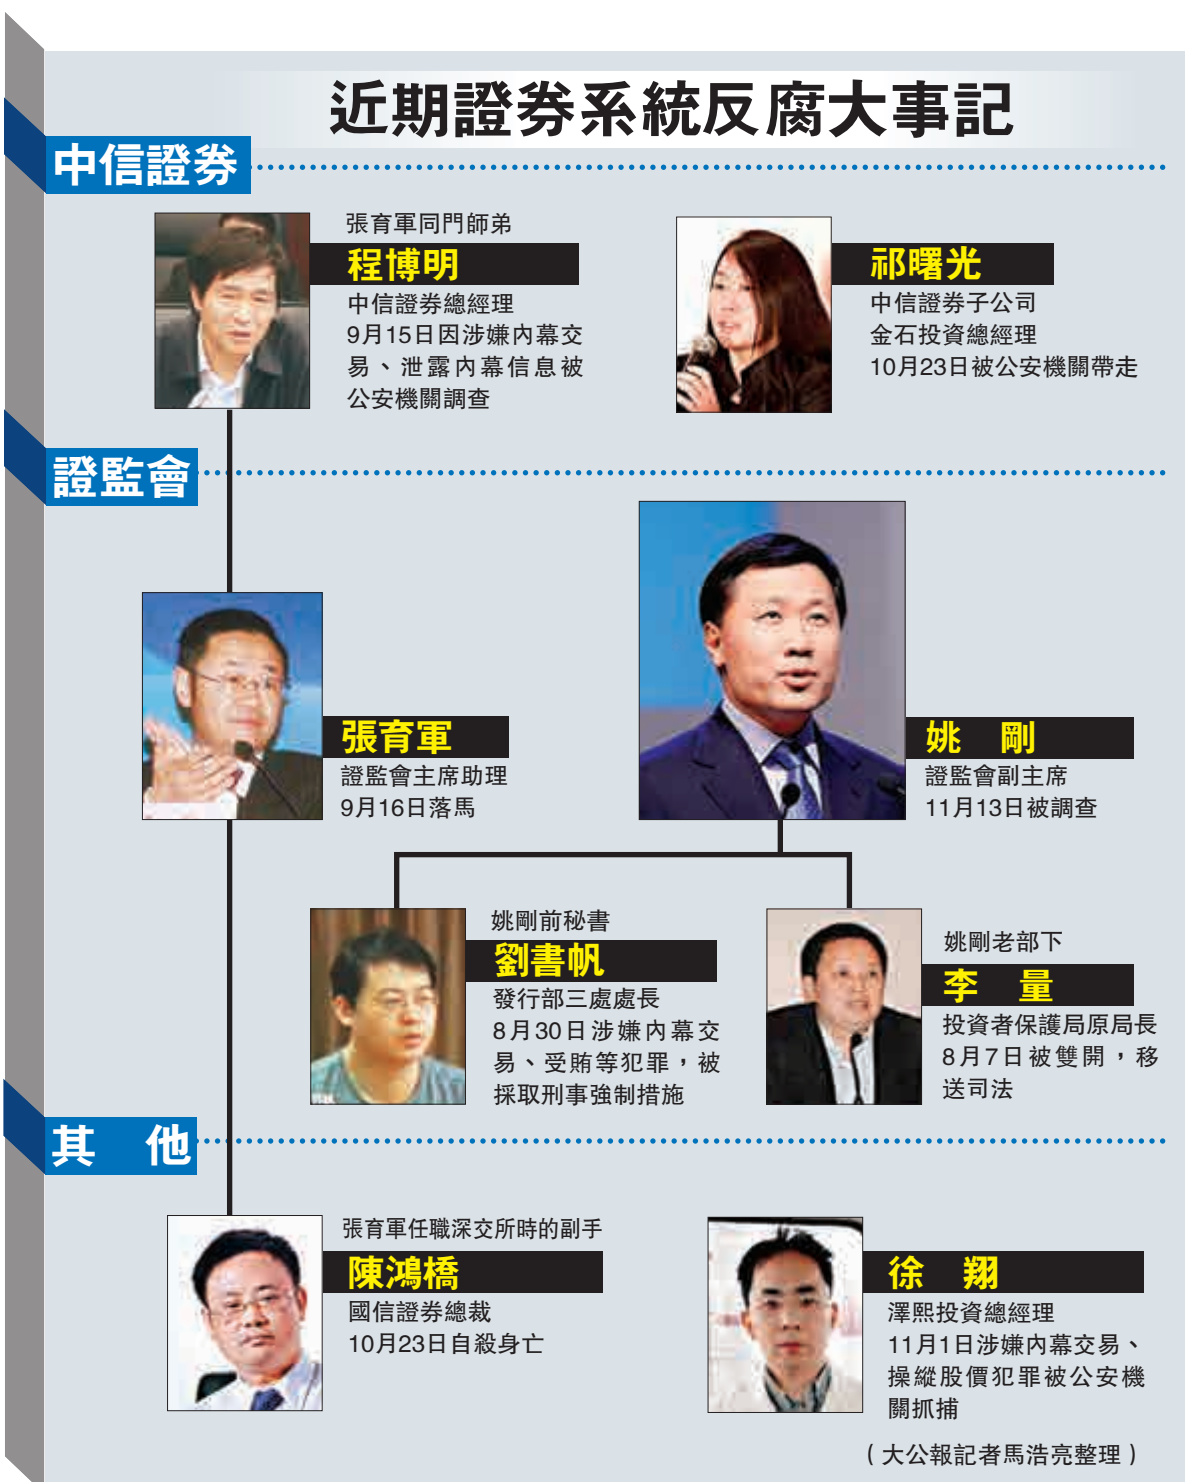 近期證券系統反腐大事記
中信證券
張育軍同門師弟
程博明
中信證券總經理
9月15日因涉嫌內幕交
易、泄露內幕信息被
公安機關調查
祁曙光
中信證券子公司
金石投資總經理
10月23日被公安機關帶走
證監會
張育軍
證監會主席助理
9月16日落馬
姚　剛
證監會副主席
11月13日被調查
姚剛前秘書
劉書帆
發行部三處處長
8月30日涉嫌內幕交
易、受賄等犯罪，被
採取刑事強制措施
姚剛老部下
李　量
投資者保護局原局長
8月7日被雙開，移
送司法
其　他
張育軍任職深交所時的副手
陳鴻橋
國信證券總裁
10月23日自殺身亡
徐　翔
澤熙投資總經理
11月1日涉嫌內幕交易、
操縱股價犯罪被公安機
關抓捕
（大公報記者馬浩亮整理）